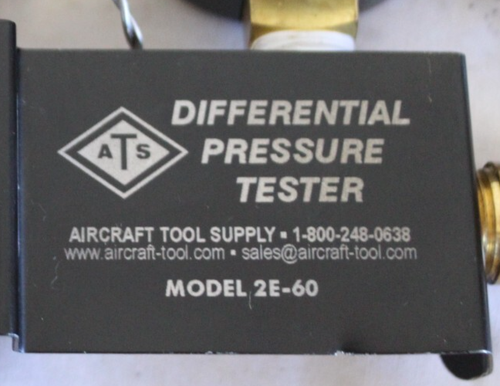 ATS
DIFFERENTIAL
PRESSURE
TESTER
AIRCRAFT TOOL SUPPLY ▪ 1-800-248-0638
www.aircraft-tool.com ▪ sales@aircraft-tool.com
MODEL 2E-60